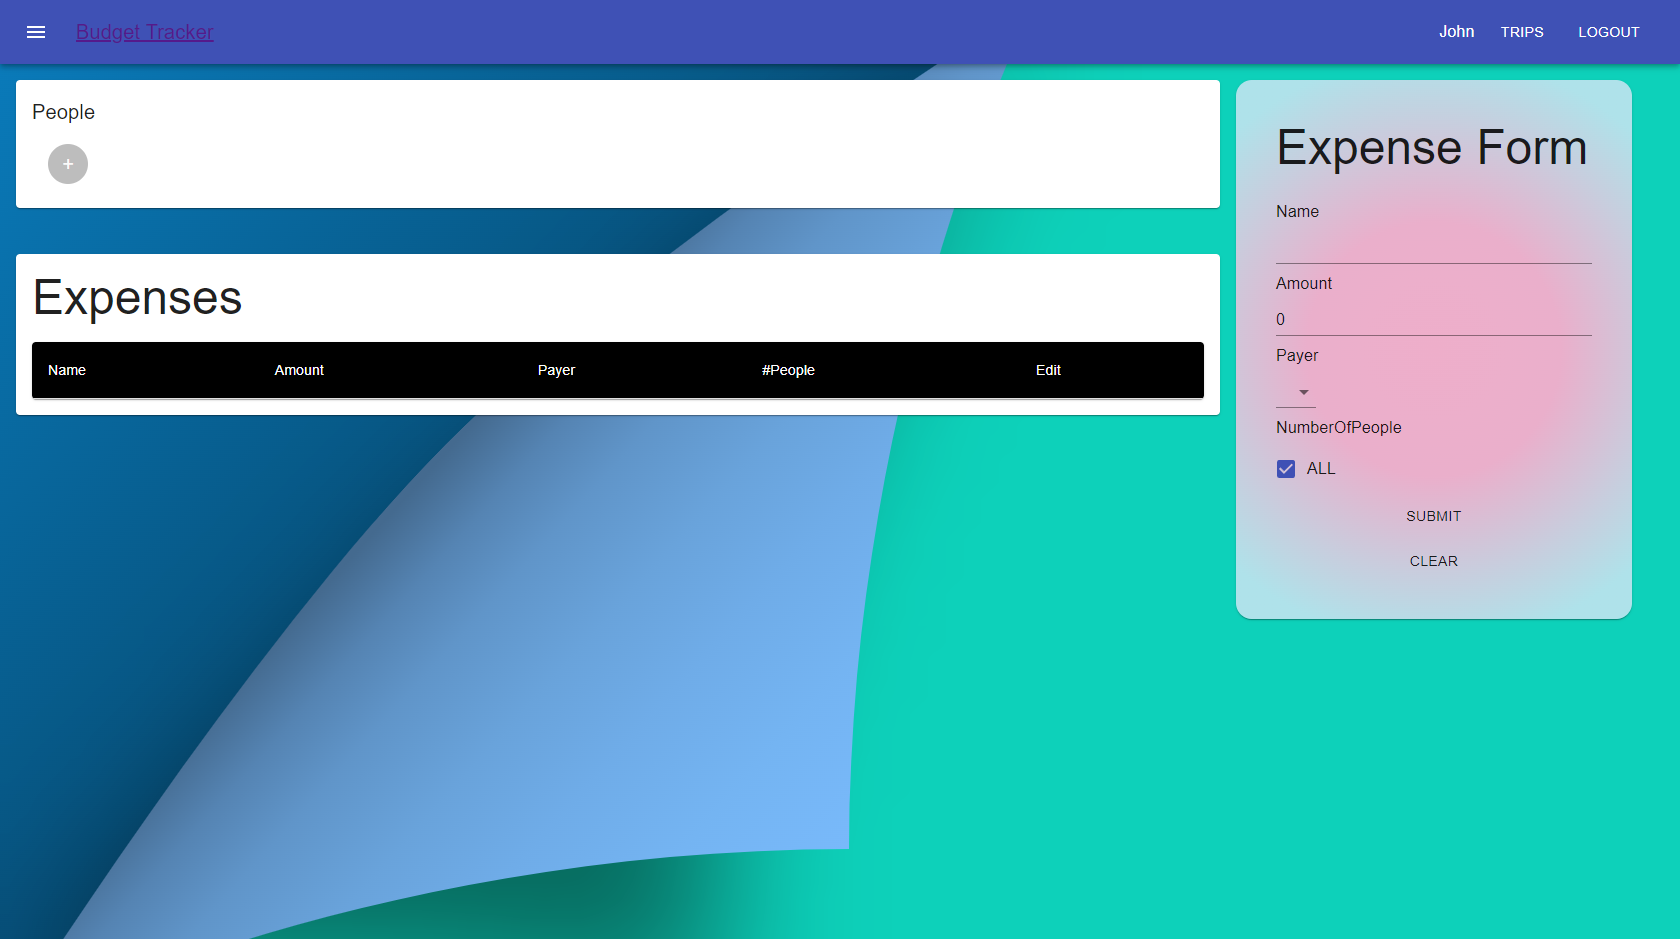 Budget Tracker
John TRIPS LOGOUT
People
+
Expenses
Name Amount Payer #People Edit
Expense Form
Name
Amount
0
Payer
NumberOfPeople
ALL
SUBMIT
CLEAR